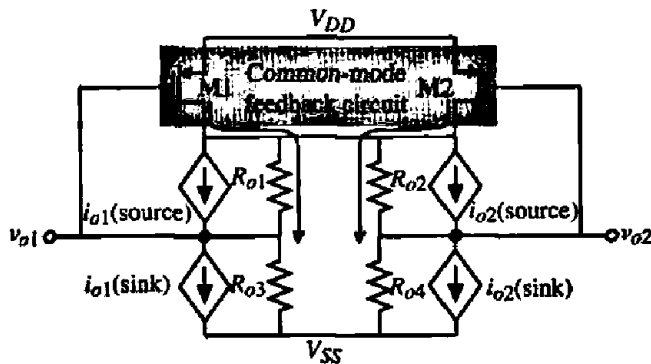 V_DD
M1 Common-mode M2
feedback circuit
R_o1 R_o2
i_o1(source) i_o2(source)
v_o1 v_o2
i_o1(sink) R_o3 R_o4 i_o2(sink)
V_SS